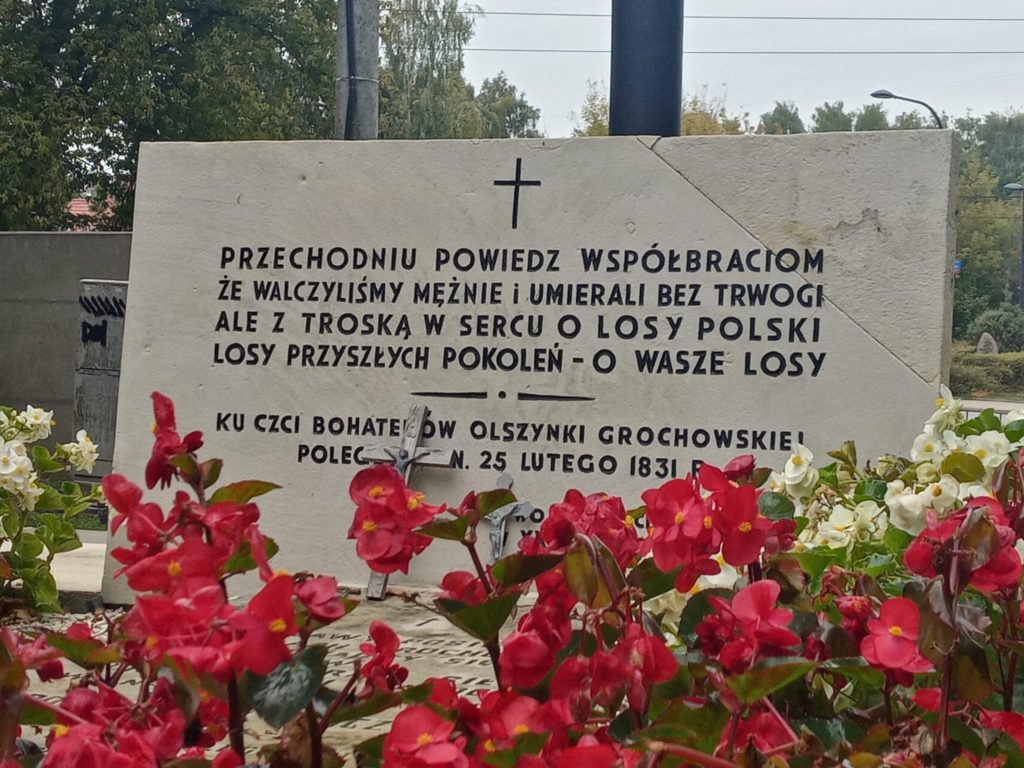 PRZECHODNIU POWIEDZ WSPÓŁBRACIOM
ŻE WALCZYLIŚMY MĘŻNIE i UMIERALI BEZ TRWOGI
ALE Z TROSKĄ W SERCU O LOSY POLSKI
LOSY PRZYSZŁYCH POKOLEŃ - O WASZE LOSY
KU CZCI OLSZYNKI GROCHOWSKIEJ
N. 25 LUTEGO 1831